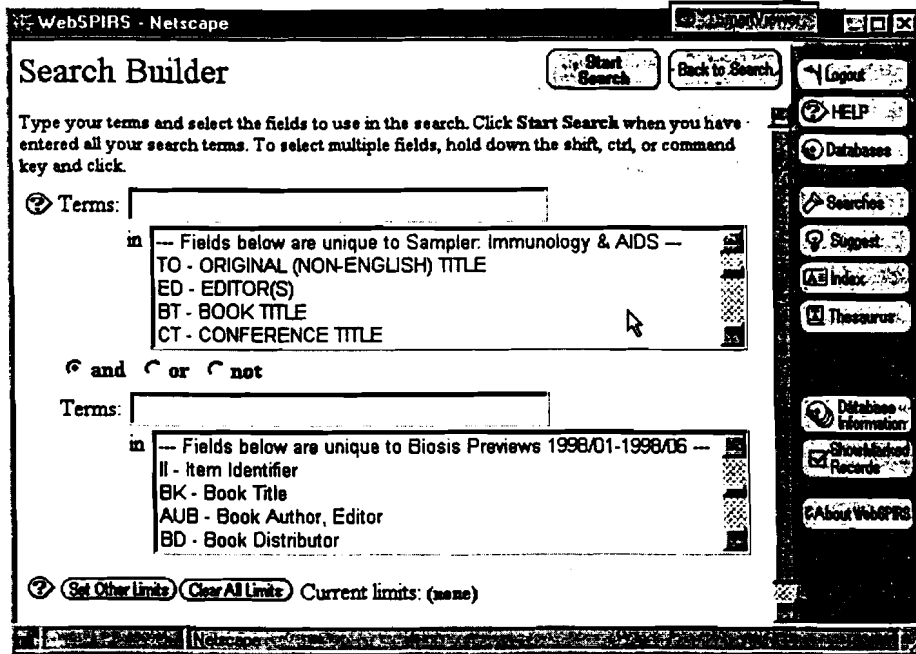 WebSPIRS - Netscape
Search Builder
Start Search
Back to Search
Type your terms and select the fields to use in the search. Click Start Search when you have
entered all your search terms. To select multiple fields, hold down the shift, ctrl, or command
key and click.
Terms:
in
--- Fields below are unique to Sampler: Immunology & AIDS ---
TO - ORIGINAL (NON-ENGLISH) TITLE
ED - EDITOR(S)
BT - BOOK TITLE
CT - CONFERENCE TITLE
and or not
Terms:
in
--- Fields below are unique to Biosis Previews 1998/01-1998/06 ---
II - Item Identifier
BK - Book Title
AUB - Book Author, Editor
BD - Book Distributor
Set Other Limits Clear All Limits Current limits: (none)
Logout
HELP
Databases
Searches
Suggest
Index
Thesaurus
Database
Information
Show Marked
Records
About WebSPIRS
Netscape